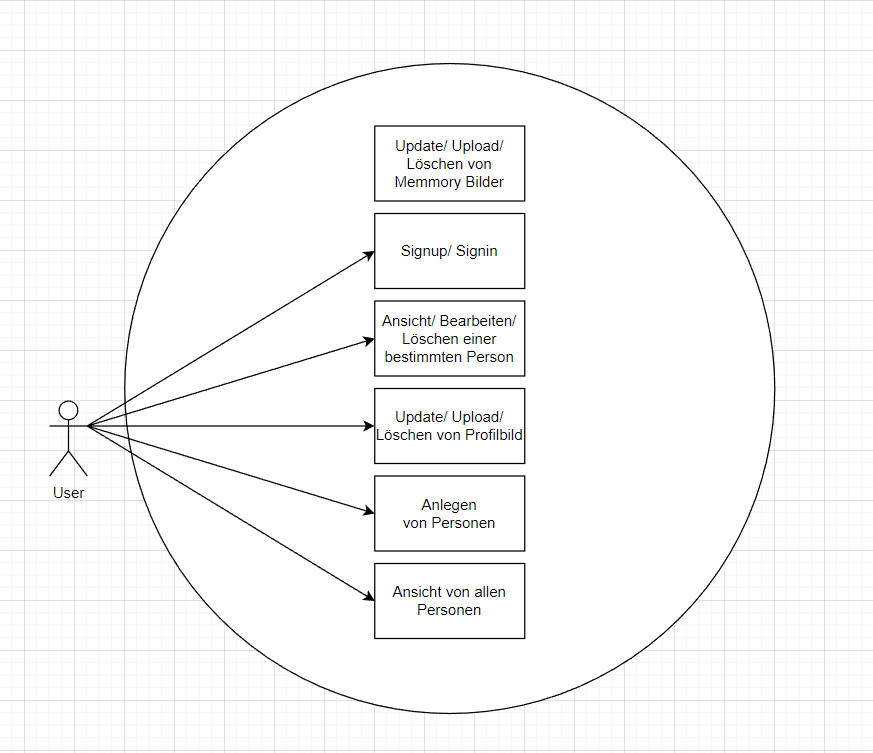 Update/ Upload/
Löschen von
Memmory Bilder
Signup/ Signin
Ansicht/ Bearbeiten/
Löschen einer
bestimmten Person
Update/ Upload/
Löschen von Profilbild
Anlegen
von Personen
Ansicht von allen
Personen
User